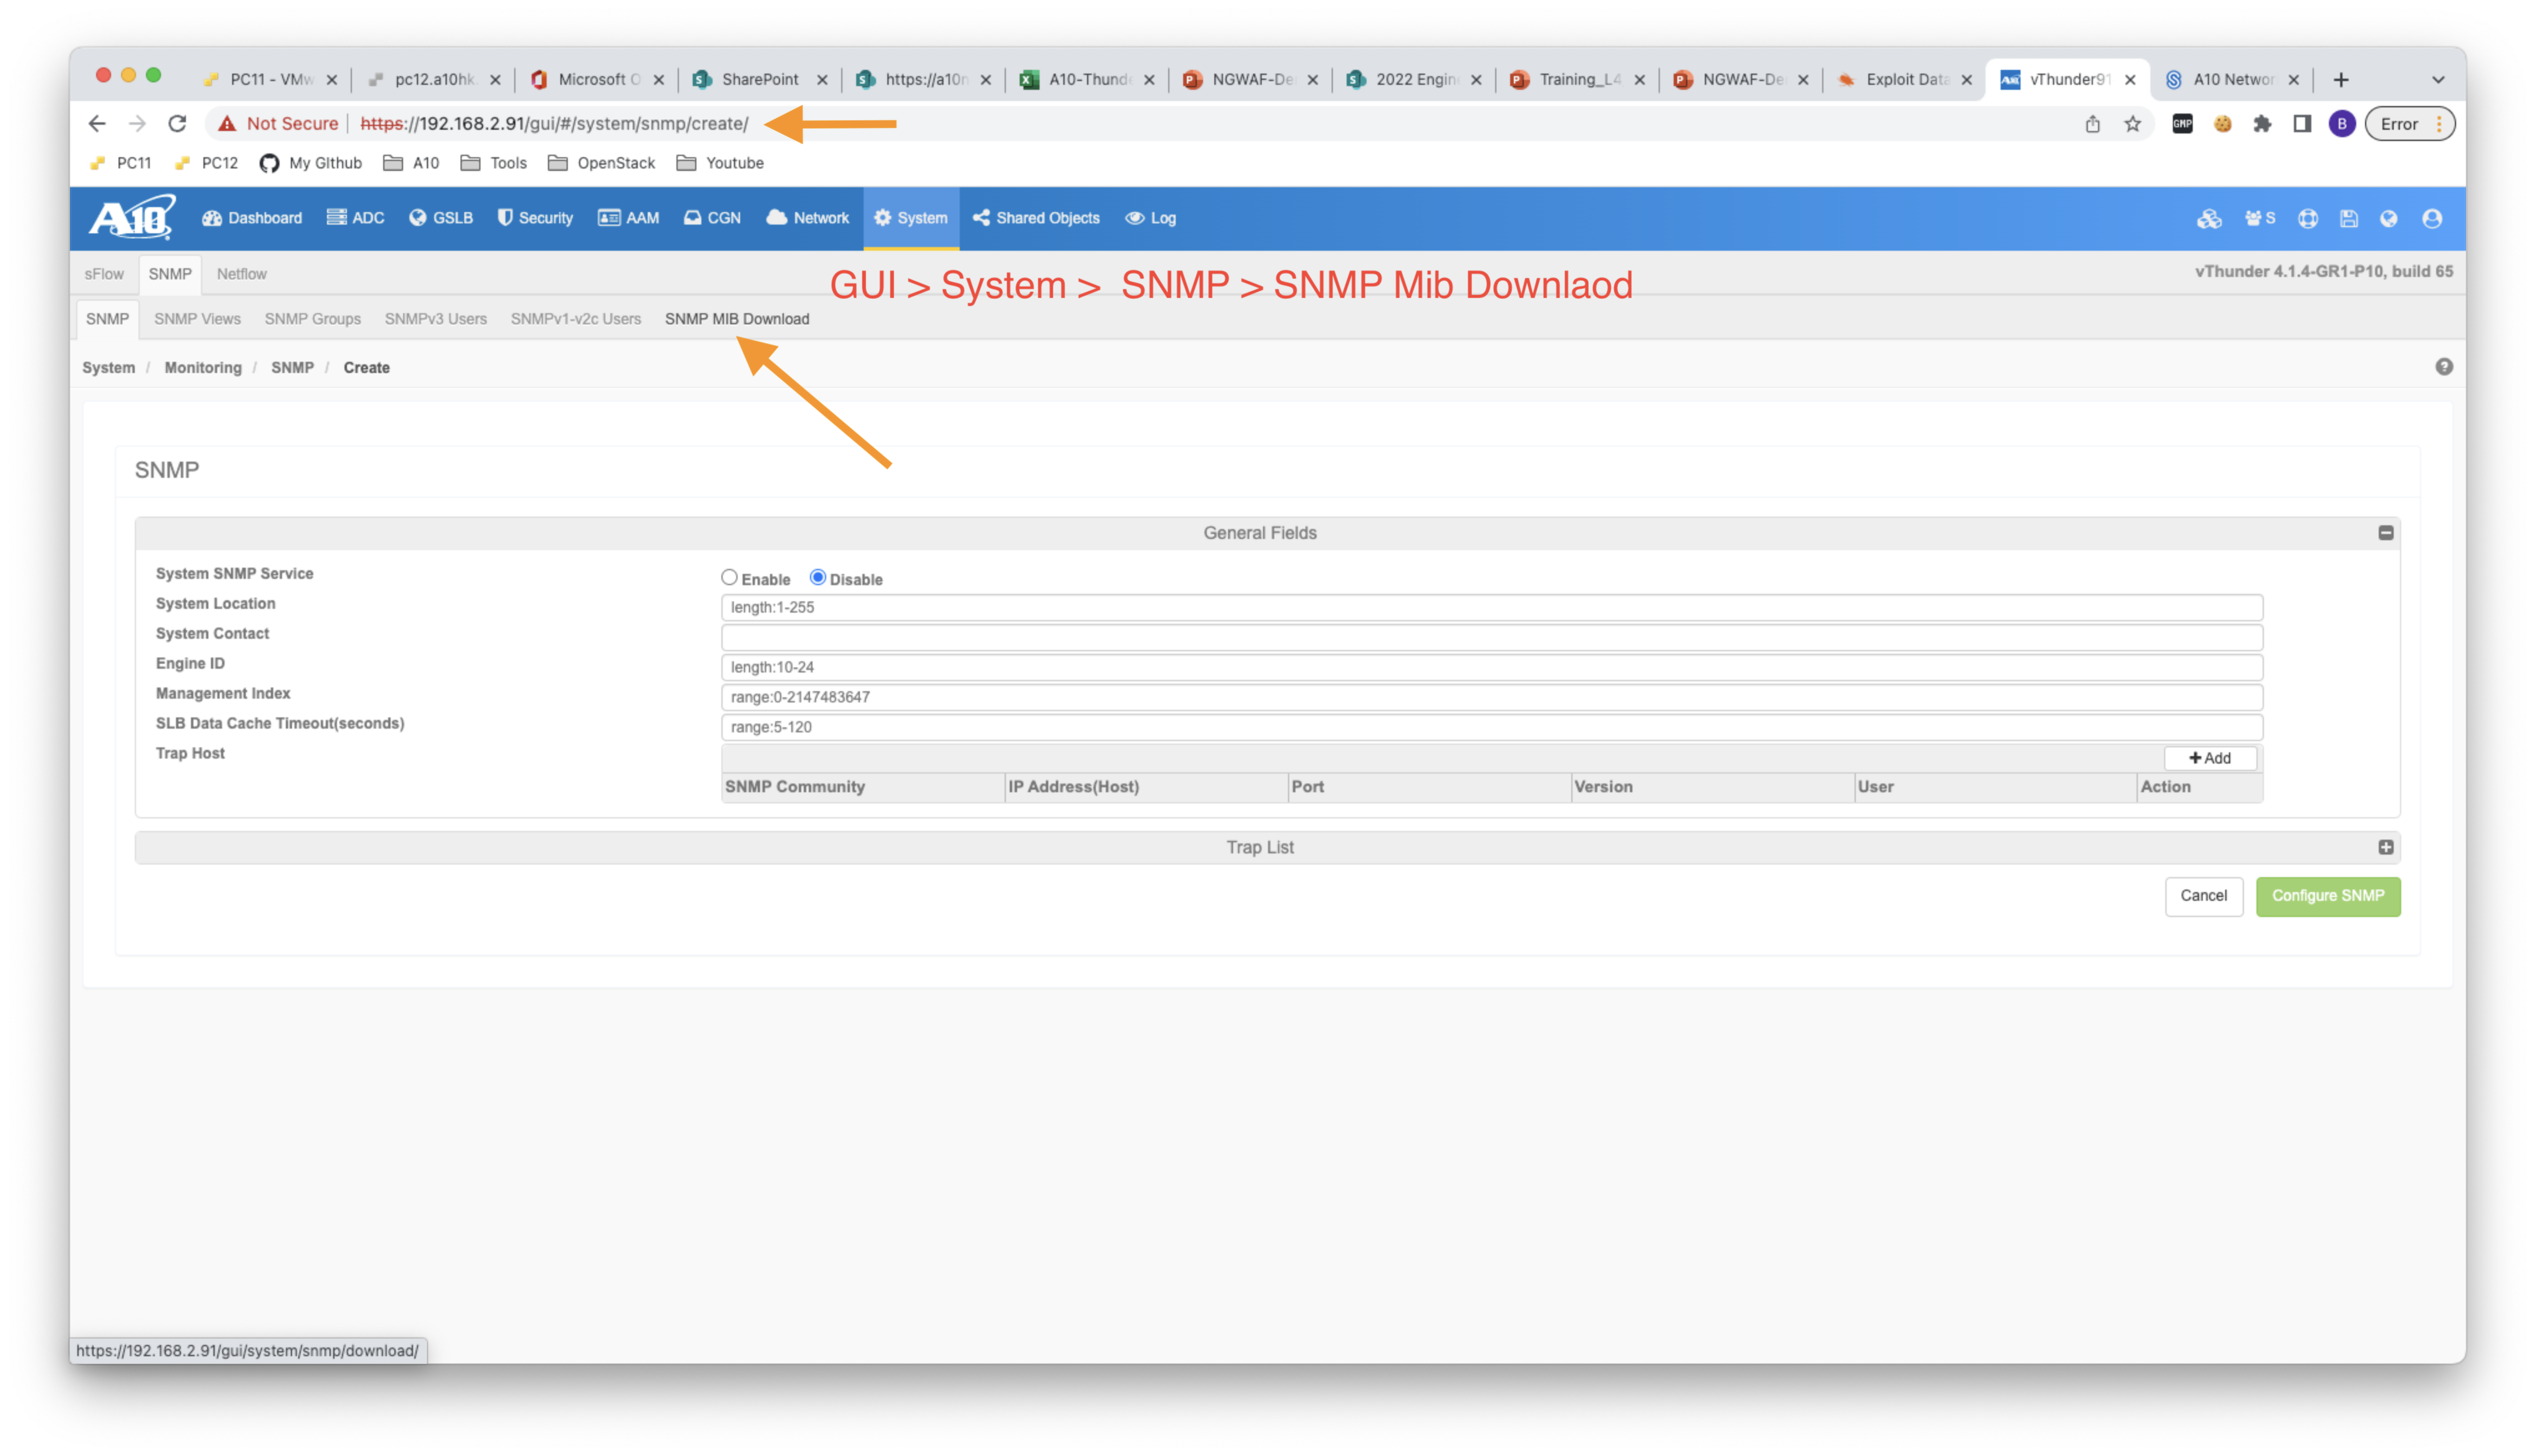 PC11 - VMw
pc12.a10hk.
Microsoft O
SharePoint
https://a10n
A10-Thund
NGWAF-De
2022 Engin
Training_L4
NGWAF-De
Exploit Data
vThunder91
A10 Networ
Not Secure
https://192.168.2.91/gui/#/system/snmp/create/
GMP
B
Error
PC11
PC12
My GIthub
A10
Tools
OpenStack
Youtube
A10
Dashboard
ADC
GSLB
Security
AAM
CGN
Network
System
Shared Objects
Log
S
sFlow
SNMP
Netflow
vThunder 4.1.4-GR1-P10, build 65
GUI > System > SNMP > SNMP Mib Downlaod
SNMP
SNMP Views
SNMP Groups
SNMPv3 Users
SNMPv1-v2c Users
SNMP MIB Download
System / Monitoring / SNMP / Create
SNMP
General Fields
System SNMP Service
Enable
Disable
System Location
length:1-255
System Contact
Engine ID
length:10-24
Management Index
range:0-2147483647
SLB Data Cache Timeout(seconds)
range:5-120
Trap Host
Add
SNMP Community
IP Address(Host)
Port
Version
User
Action
Trap List
Cancel
Configure SNMP
https://192.168.2.91/gui/system/snmp/download/